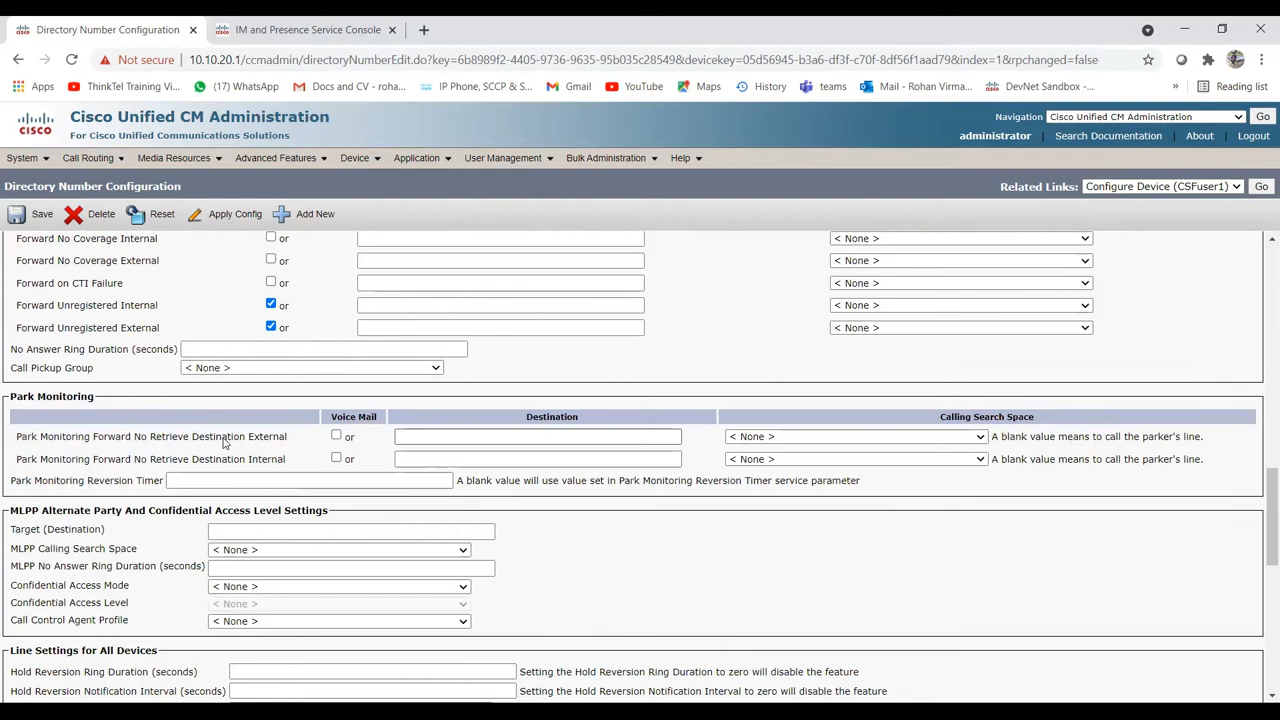 Directory Number Configuration
IM and Presence Service Console
Not secure 10.10.20.1/ccmadmin/directoryNumberEdit.do?key=6b8989f2-4405-0736-95b035c28549&devicekey=05d56945-b3a6-df3f-c70f-8df6f1aad79&index=1&rpchanged=false
Apps ThinkTel Training Vi... (17) WhatsApp Docs and CV - roha... IP Phone, SCCP & S... Gmail YouTube Maps History teams Mail - Rohan Virma... DevNet Sandbox -... » Reading list
CISCO
Cisco Unified CM Administration
For Cisco Unified Communications Solutions
Navigation Cisco Unified CM Administration Go
administrator Search Documentation About Logout
System Call Routing Media Resources Advanced Features Device Application User Management Bulk Administration Help
Directory Number Configuration
Related Links: Configure Device (CSFuser1) Go
Save Delete Reset Apply Config Add New
Forward No Coverage Internal or < None >
Forward No Coverage External or < None >
Forward on CTI Failure or < None >
Forward Unregistered Internal or < None >
Forward Unregistered External or < None >
No Answer Ring Duration (seconds)
Call Pickup Group < None >
Park Monitoring
Voice Mail Destination Calling Search Space
Park Monitoring Forward No Retrieve Destination External or < None > A blank value means to call the parker's line.
Park Monitoring Forward No Retrieve Destination Internal or < None > A blank value means to call the parker's line.
Park Monitoring Reversion Timer A blank value will use value set in Park Monitoring Reversion Timer service parameter
MLPP Alternate Party And Confidential Access Level Settings
Target (Destination)
MLPP Calling Search Space < None >
MLPP No Answer Ring Duration (seconds)
Confidential Access Mode < None >
Confidential Access Level < None >
Call Control Agent Profile < None >
Line Settings for All Devices
Hold Reversion Ring Duration (seconds) Setting the Hold Reversion Ring Duration to zero will disable the feature
Hold Reversion Notification Interval (seconds) Setting the Hold Reversion Notification Interval to zero will disable the feature